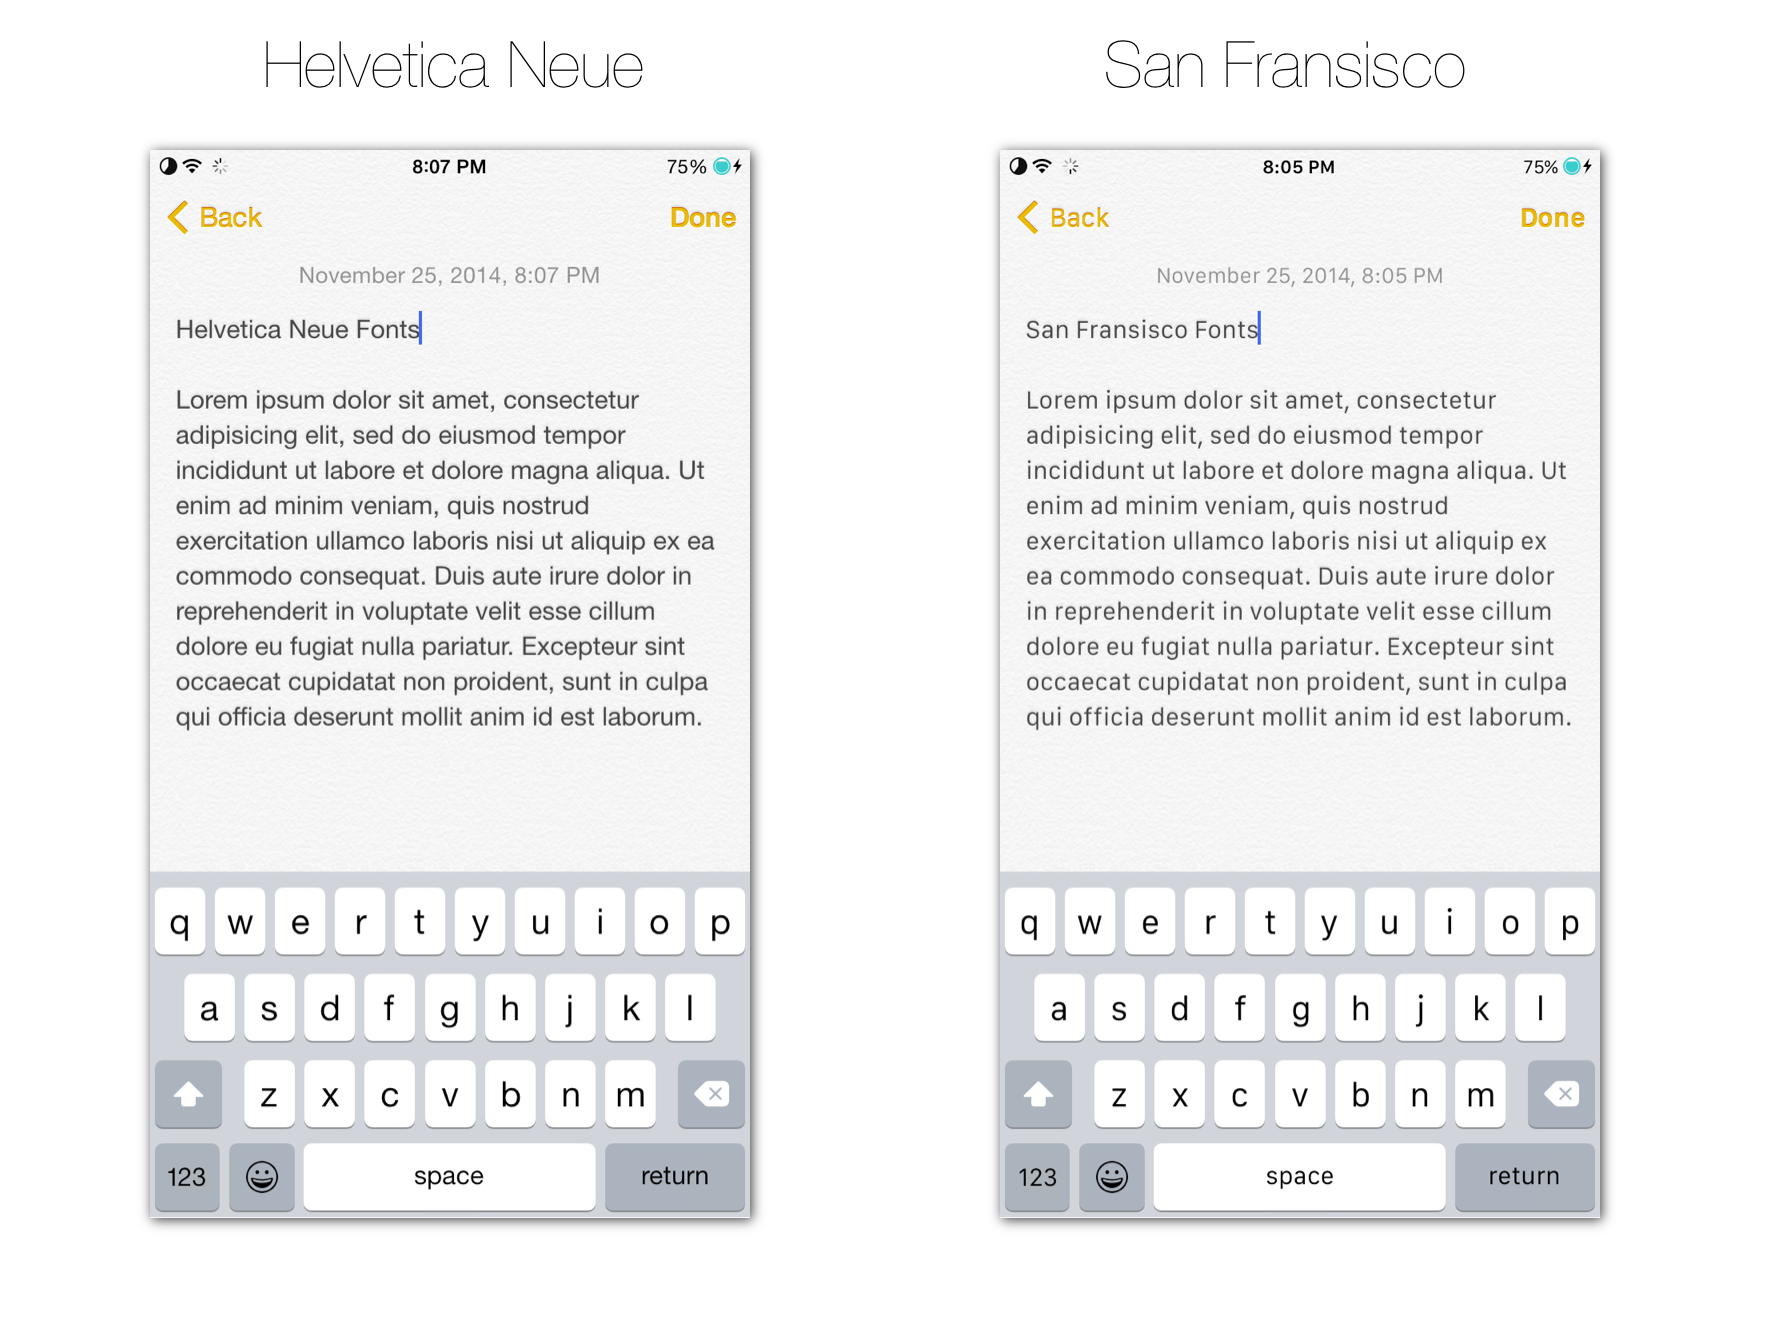 Helvetica Neue
8:07 PM
75%
Back
Done
November 25, 2014, 8:07 PM
Helvetica Neue Fonts
Lorem ipsum dolor sit amet, consectetur
adipisicing elit, sed do eiusmod tempor
incididunt ut labore et dolore magna aliqua. Ut
enim ad minim veniam, quis nostrud
exercitation ullamco laboris nisi ut aliquip ex ea
commodo consequat. Duis aute irure dolor in
reprehenderit in voluptate velit esse cillum
dolore eu fugiat nulla pariatur. Excepteur sint
occaecat cupidatat non proident, sunt in culpa
qui officia deserunt mollit anim id est laborum.
q w e r t y u i o p
a s d f g h j k l
z x c v b n m
123 space return
San Fransisco
8:05 PM
75%
Back
Done
November 25, 2014, 8:05 PM
San Fransisco Fonts
Lorem ipsum dolor sit amet, consectetur
adipisicing elit, sed do eiusmod tempor
incididunt ut labore et dolore magna aliqua. Ut
enim ad minim veniam, quis nostrud
exercitation ullamco laboris nisi ut aliquip ex
ea commodo consequat. Duis aute irure dolor
in reprehenderit in voluptate velit esse cillum
dolore eu fugiat nulla pariatur. Excepteur sint
occaecat cupidatat non proident, sunt in culpa
qui officia deserunt mollit anim id est laborum.
q w e r t y u i o p
a s d f g h j k l
z x c v b n m
123 space return